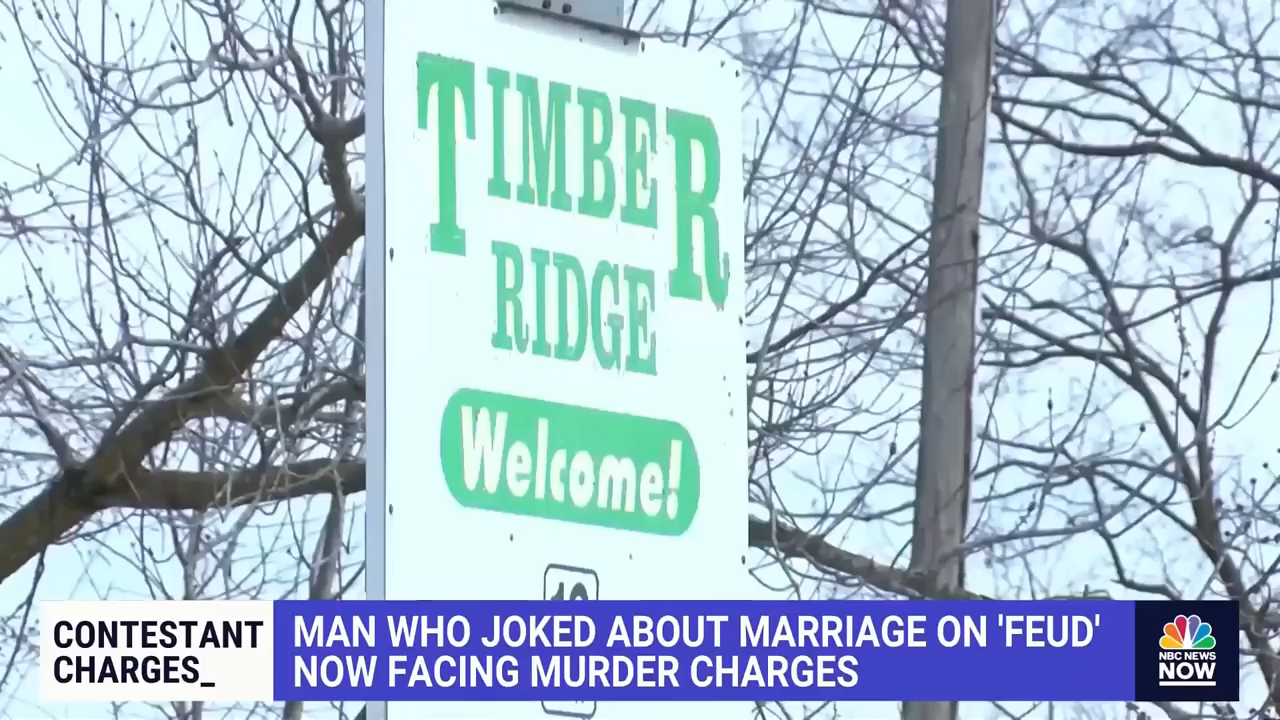 TIMBER
RIDGE
Welcome!
CONTESTANT
CHARGES_
MAN WHO JOKED ABOUT MARRIAGE ON 'FEUD'
NOW FACING MURDER CHARGES
NBC NEWS
NOW